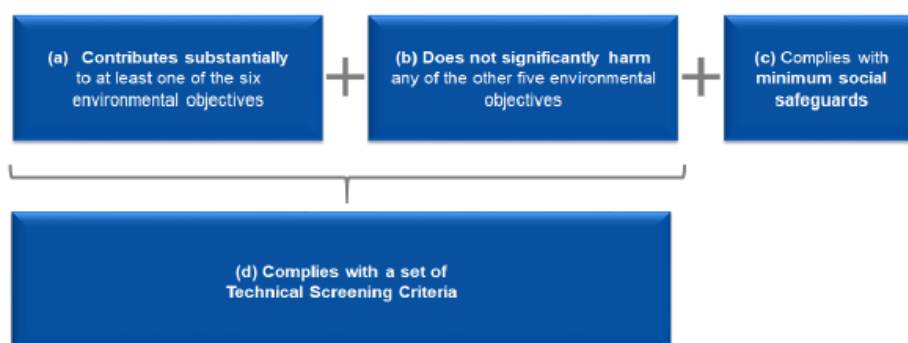 (a) Contributes substantially
to at least one of the six
environmental objectives
+
(b) Does not significantly harm
any of the other five environmental
objectives
+
(c) Complies with
minimum social
safeguards
(d) Complies with a set of
Technical Screening Criteria